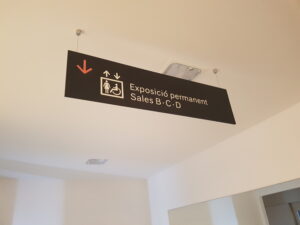 Exposició permanent
Sales B·C·D